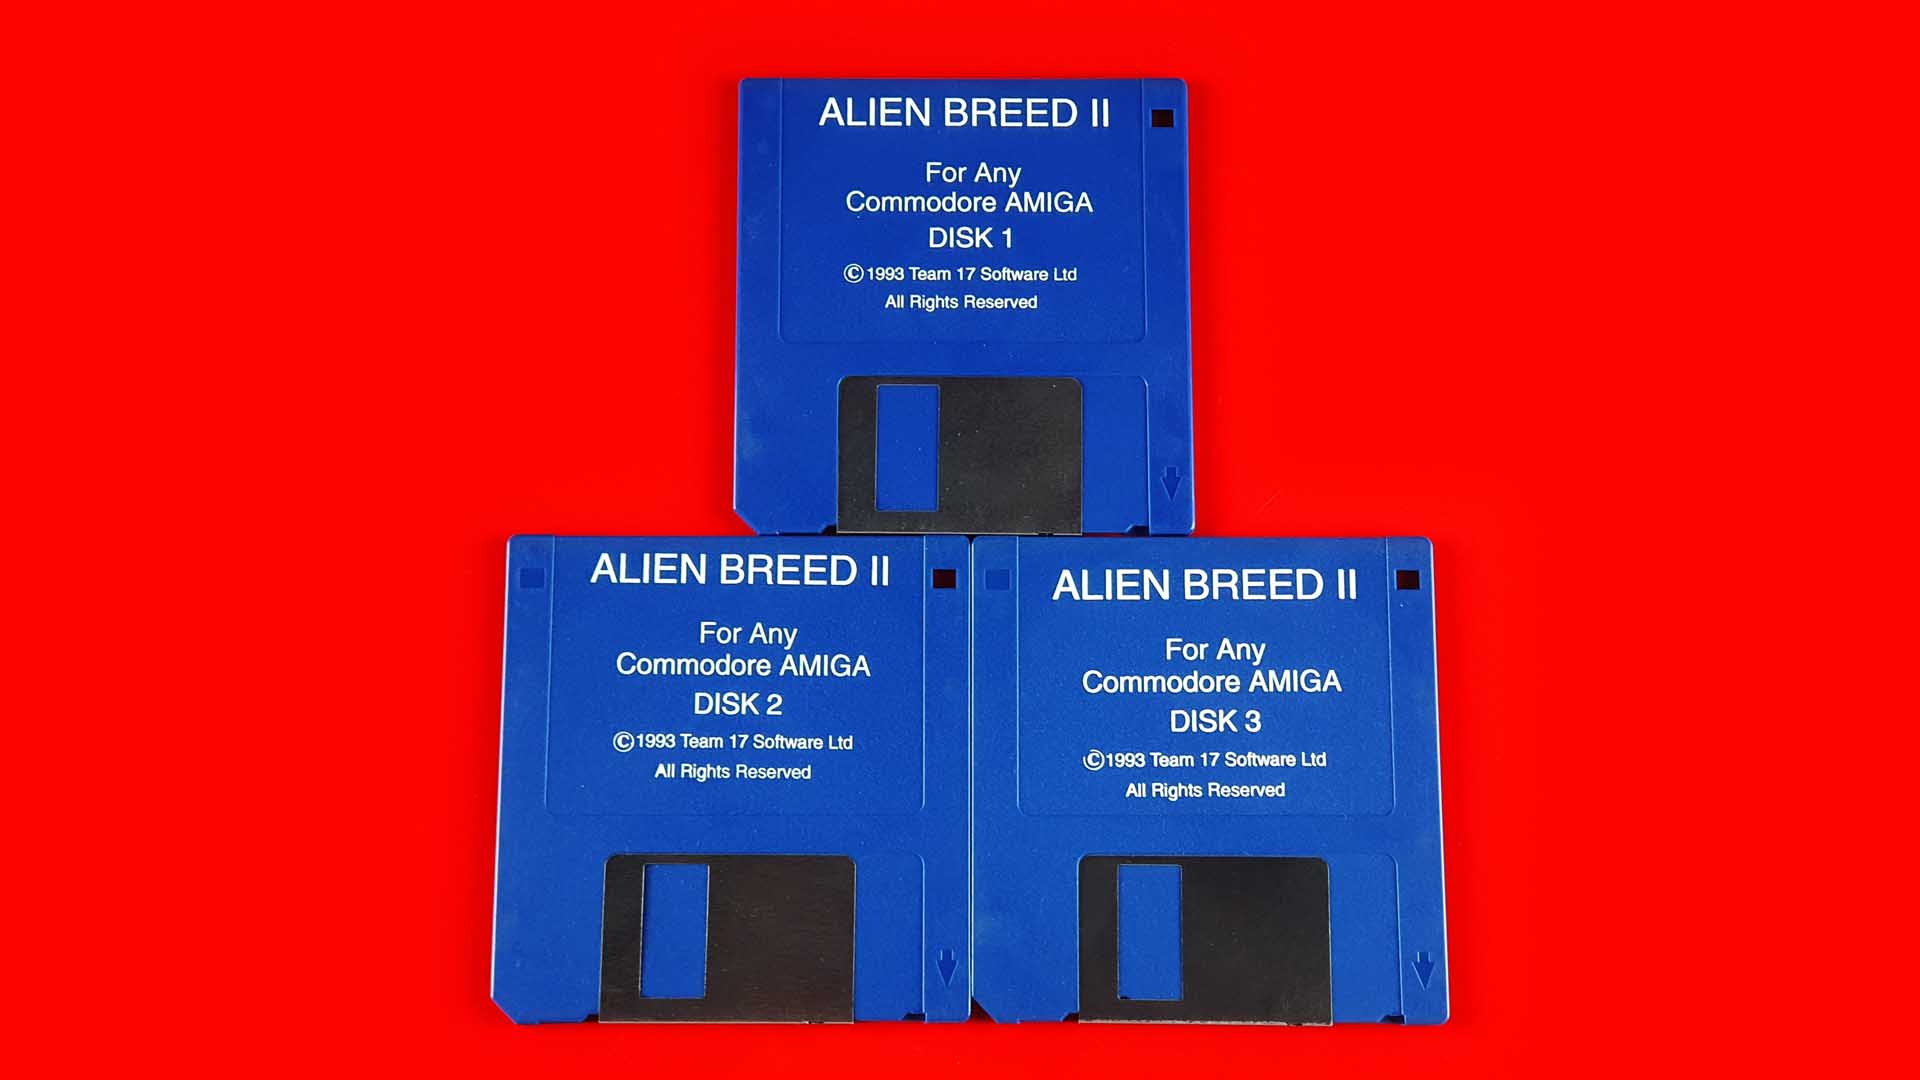 ALIEN BREED II
For Any
Commodore AMIGA
DISK 1
©1993 Team 17 Software Ltd
All Rights Reserved
ALIEN BREED II
For Any
Commodore AMIGA
DISK 2
©1993 Team 17 Software Ltd
All Rights Reserved
ALIEN BREED II
For Any
Commodore AMIGA
DISK 3
©1993 Team 17 Software Ltd
All Rights Reserved